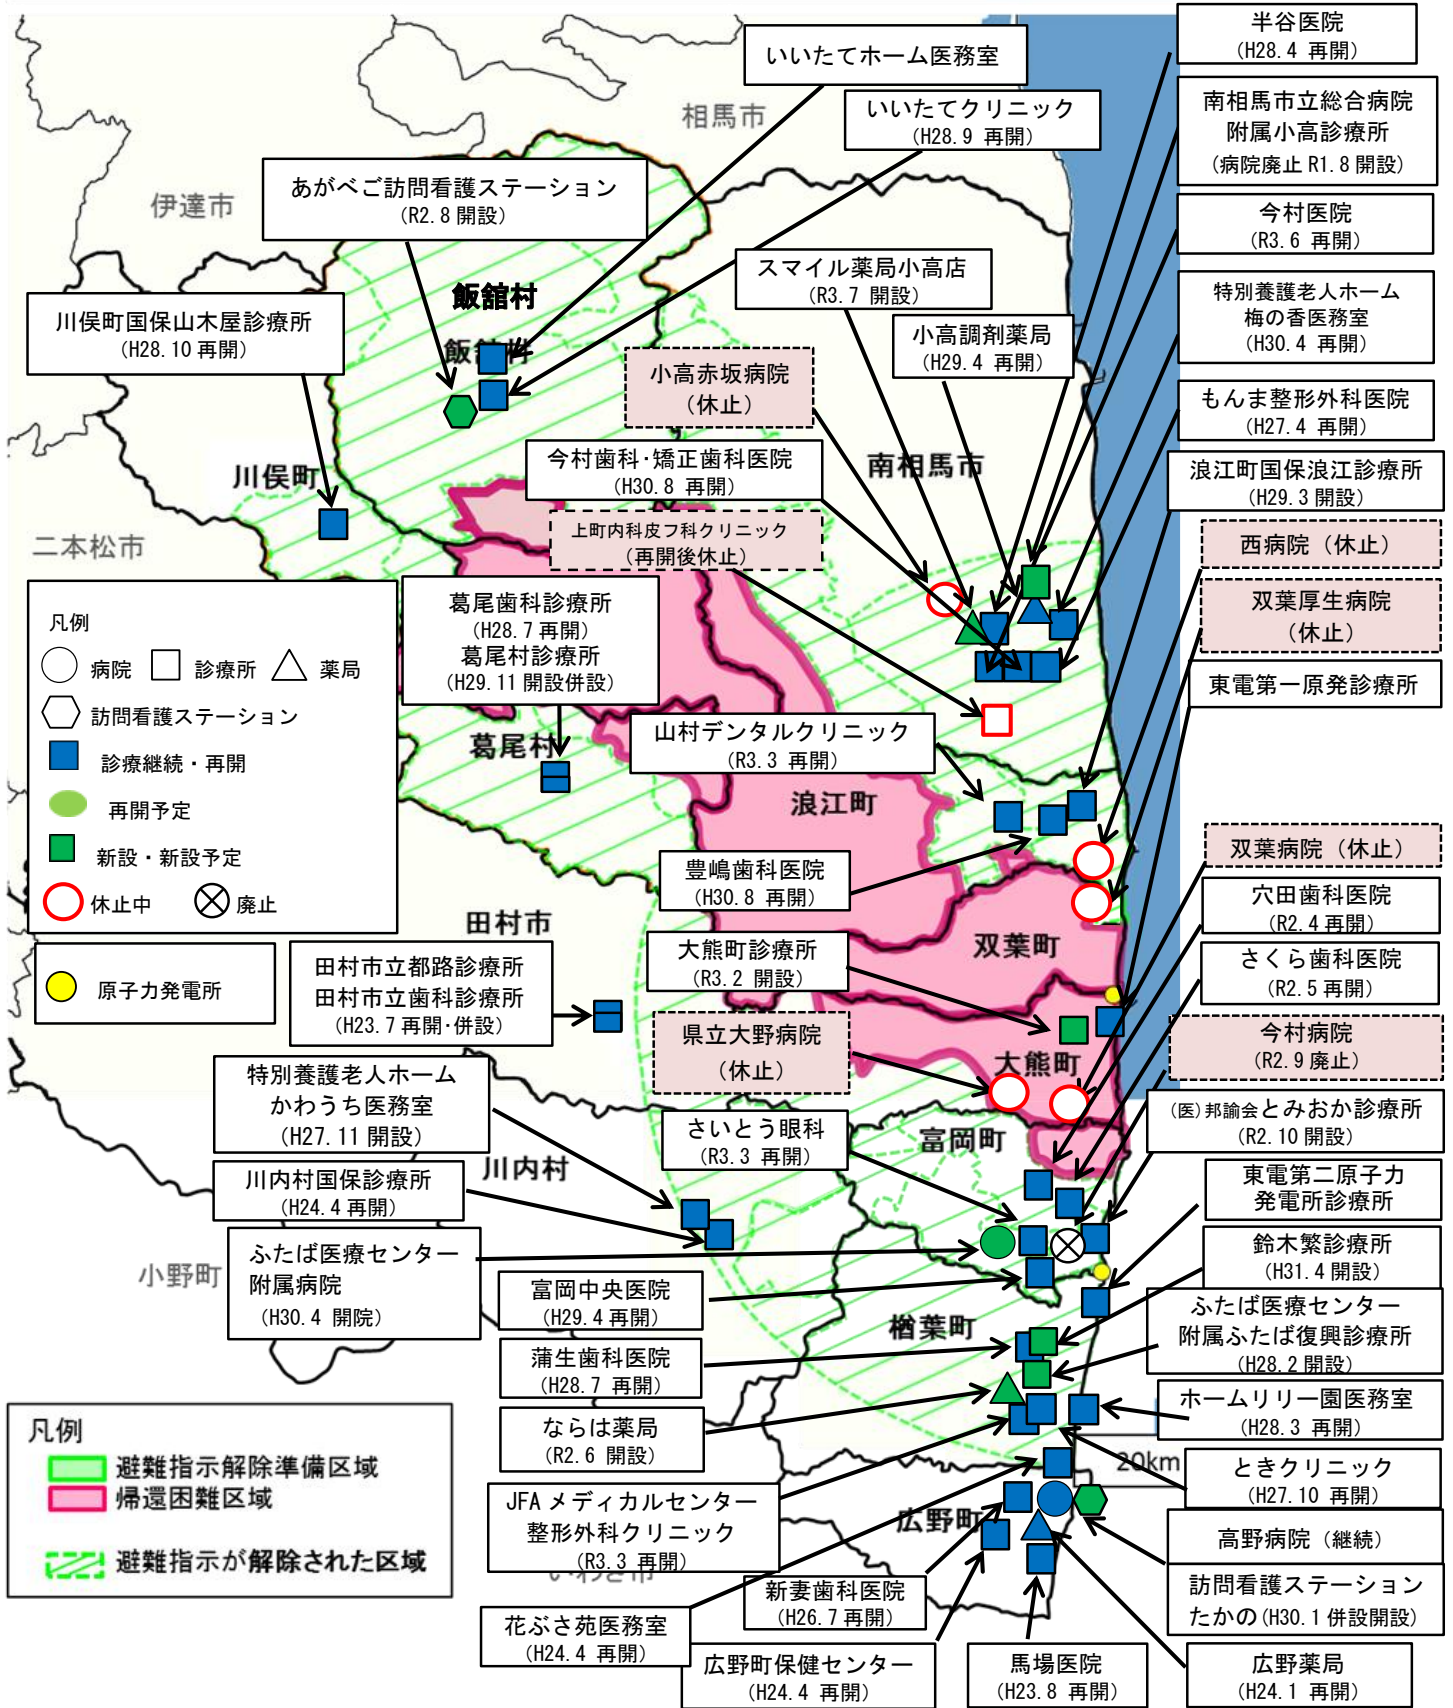 半谷医院
(H28.4 再開)
いいたてホーム医務室
南相馬市立総合病院
附属小高診療所
(病院廃止 R1.8 開設)
相馬市
いいたてクリニック
(H28.9 再開)
あがべご訪問看護ステーション
(R2.8 開設)
伊達市
今村医院
(R3.6 再開)
スマイル薬局小高店
(R3.7 開設)
特別養護老人ホーム
梅の香医務室
(H30.4 再開)
飯舘村
飯舘村
川俣町国保山木屋診療所
(H28.10 再開)
小高調剤薬局
(H29.4 再開)
小高赤坂病院
(休止)
もんま整形外科医院
(H27.4 再開)
今村歯科・矯正歯科医院
(H30.8 再開)
南相馬市
浪江町国保浪江診療所
(H29.3 開設)
川俣町
上町内科皮フ科クリニック
(再開後休止)
二本松市
西病院(休止)
双葉厚生病院
(休止)
葛尾歯科診療所
(H28.7 再開)
葛尾村診療所
(H29.11 開設併設)
凡例
病院
診療所
薬局
訪問看護ステーション
診療継続・再開
再開予定
新設・新設予定
休止中
廃止
原子力発電所
東電第一原発診療所
山村デンタルクリニック
(R3.3 再開)
葛尾村
浪江町
双葉病院(休止)
豊嶋歯科医院
(H30.8 再開)
穴田歯科医院
(R2.4 再開)
田村市
双葉町
大熊町診療所
(R3.2 開設)
さくら歯科医院
(R2.5 再開)
田村市立都路診療所
田村市立歯科診療所
(H23.7 再開・併設)
県立大野病院
(休止)
大熊町
今村病院
(R2.9 廃止)
特別養護老人ホーム
かわうち医務室
(H27.11 開設)
(医)邦諭会とみおか診療所
(R2.10 開設)
さいとう眼科
(R3.3 再開)
富岡町
川内村
川内村国保診療所
(H24.4 再開)
東電第二原子力
発電所診療所
ふたば医療センター
附属病院
(H30.4 開院)
小野町
鈴木繁診療所
(H31.4 開設)
富岡中央医院
(H29.4 再開)
楢葉町
ふたば医療センター
附属ふたば復興診療所
(H28.2 開設)
蒲生歯科医院
(H28.7 再開)
ホームリリー園医務室
(H28.3 再開)
ならは薬局
(R2.6 開設)
凡例
避難指示解除準備区域
帰還困難区域
避難指示が解除された区域
20km
ときクリニック
(H27.10 再開)
JFA メディカルセンター
整形外科クリニック
(R3.3 再開)
広野町
高野病院(継続)
いわき市
新妻歯科医院
(H26.7 再開)
訪問看護ステーション
たかの(H30.1 併設開設)
花ぶさ苑医務室
(H24.4 再開)
広野町保健センター
(H24.4 再開)
馬場医院
(H23.8 再開)
広野薬局
(H24.1 再開)